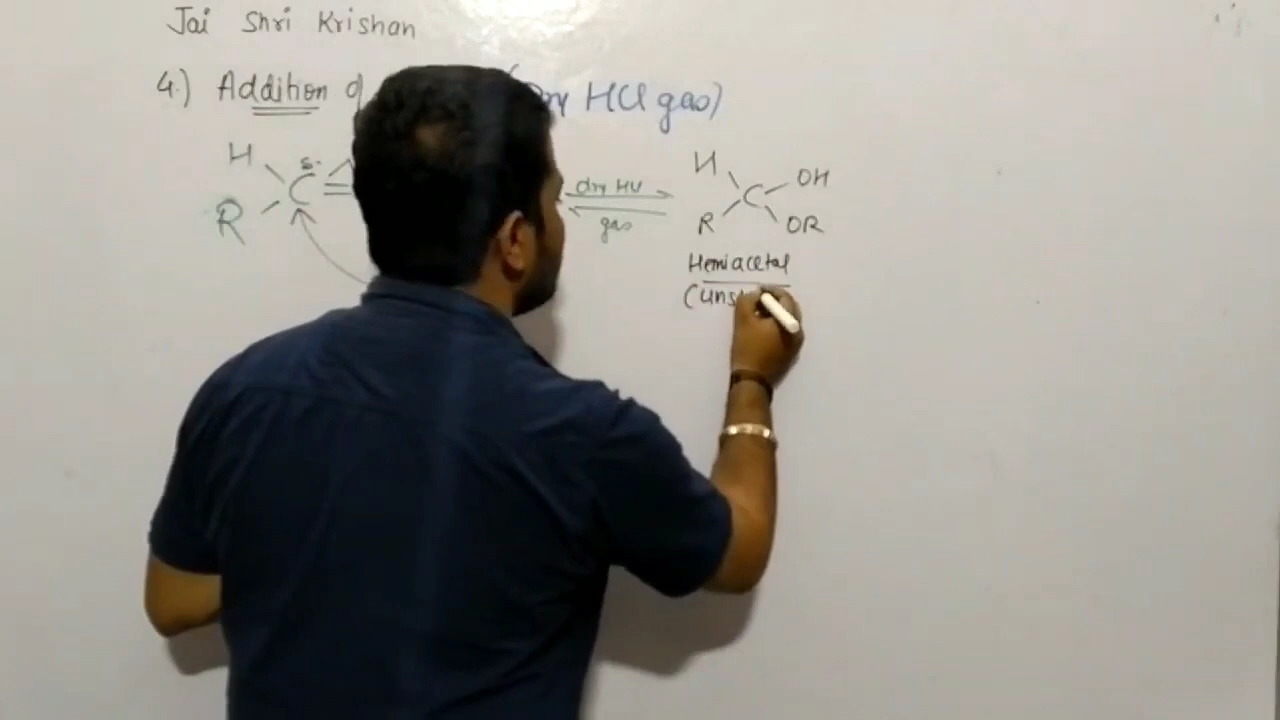 Jai Shri Krishan
4.) Addition of HCl gas)
H
R C =
dry HCl
gas
H OH
C
R OR
Hemiacetal
(Uns